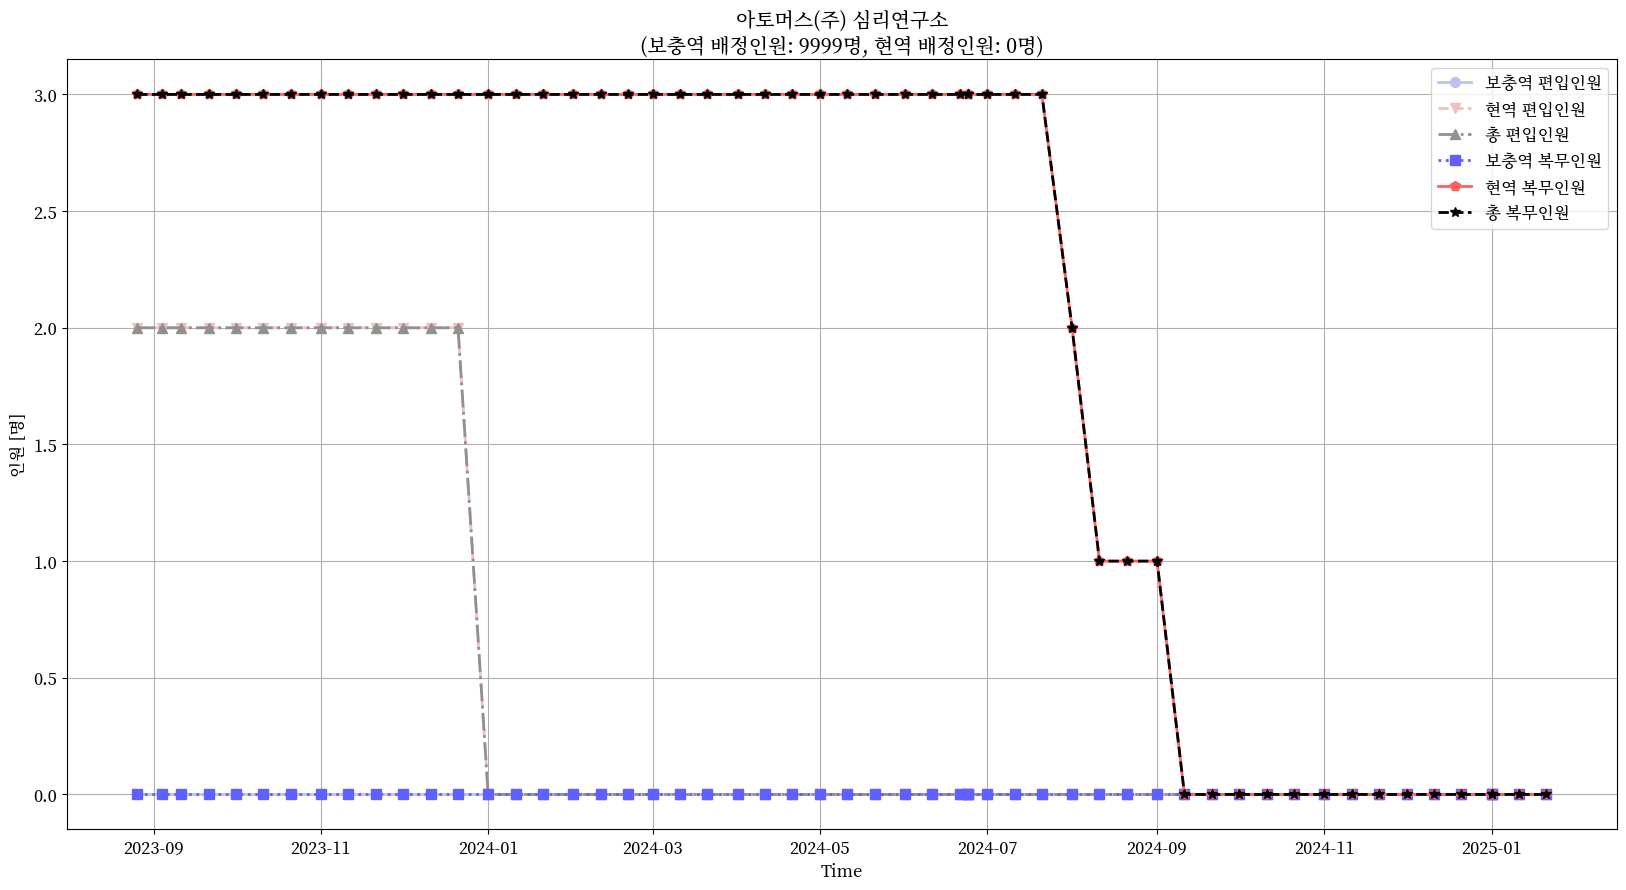 아토머스(주) 심리연구소
(보충역 배정인원: 9999명, 현역 배정인원: 0명)
3.0
2.5
2.0
1.5
1.0
0.5
0.0
인원 [명]
보충역 편입인원
현역 편입인원
총 편입인원
보충역 복무인원
현역 복무인원
총 복무인원
2023-09
2023-11
2024-01
2024-03
2024-05
2024-07
2024-09
2024-11
2025-01
Time